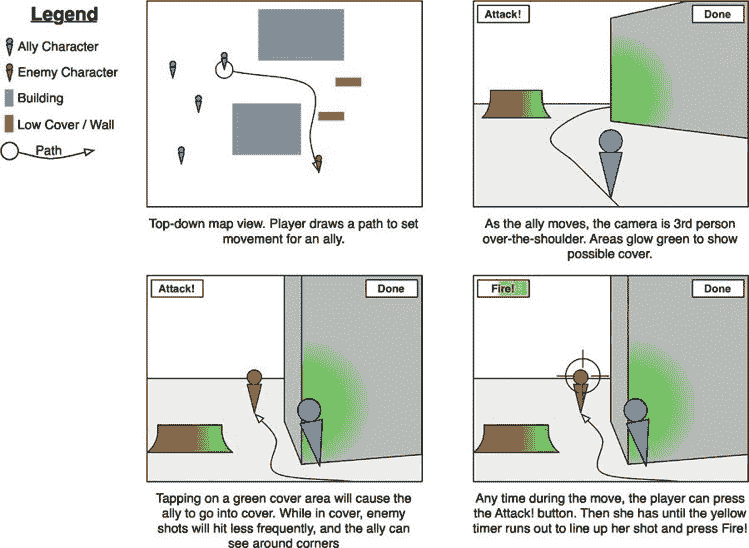 Legend
Ally Character
Enemy Character
Building
Low Cover / Wall
Path
Top-down map view. Player draws a path to set
movement for an ally.
Attack!
Done
As the ally moves, the camera is 3rd person
over-the-shoulder. Areas glow green to show
possible cover.
Attack!
Done
Tapping on a green cover area will cause the
ally to go into cover. While in cover, enemy
shots will hit less frequently, and the ally can
see around corners
Fire!
Done
Any time during the move, the player can press
the Attack! button. Then she has until the yellow
timer runs out to line up her shot and press Fire!